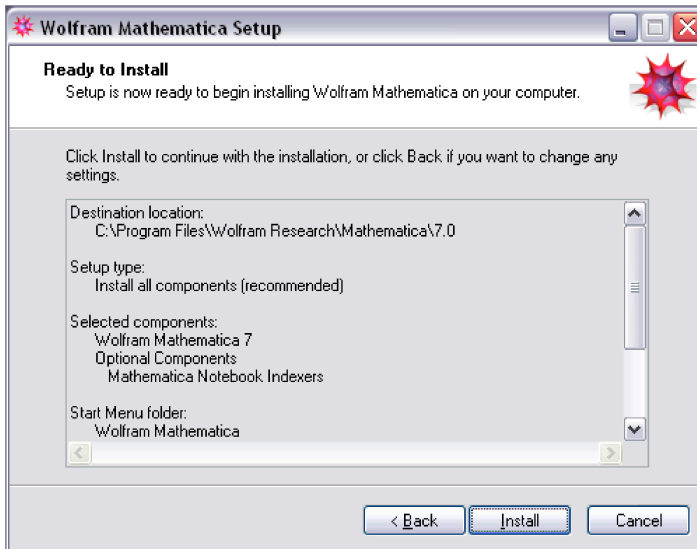 Wolfram Mathematica Setup
Ready to Install
Setup is now ready to begin installing Wolfram Mathematica on your computer.
Click Install to continue with the installation, or click Back if you want to change any
settings.
Destination location:
C:\Program Files\Wolfram Research\Mathematica\7.0
Setup type:
Install all components (recommended)
Selected components:
Wolfram Mathematica 7
Optional Components
Mathematica Notebook Indexers
Start Menu folder:
Wolfram Mathematica
< Back Install Cancel